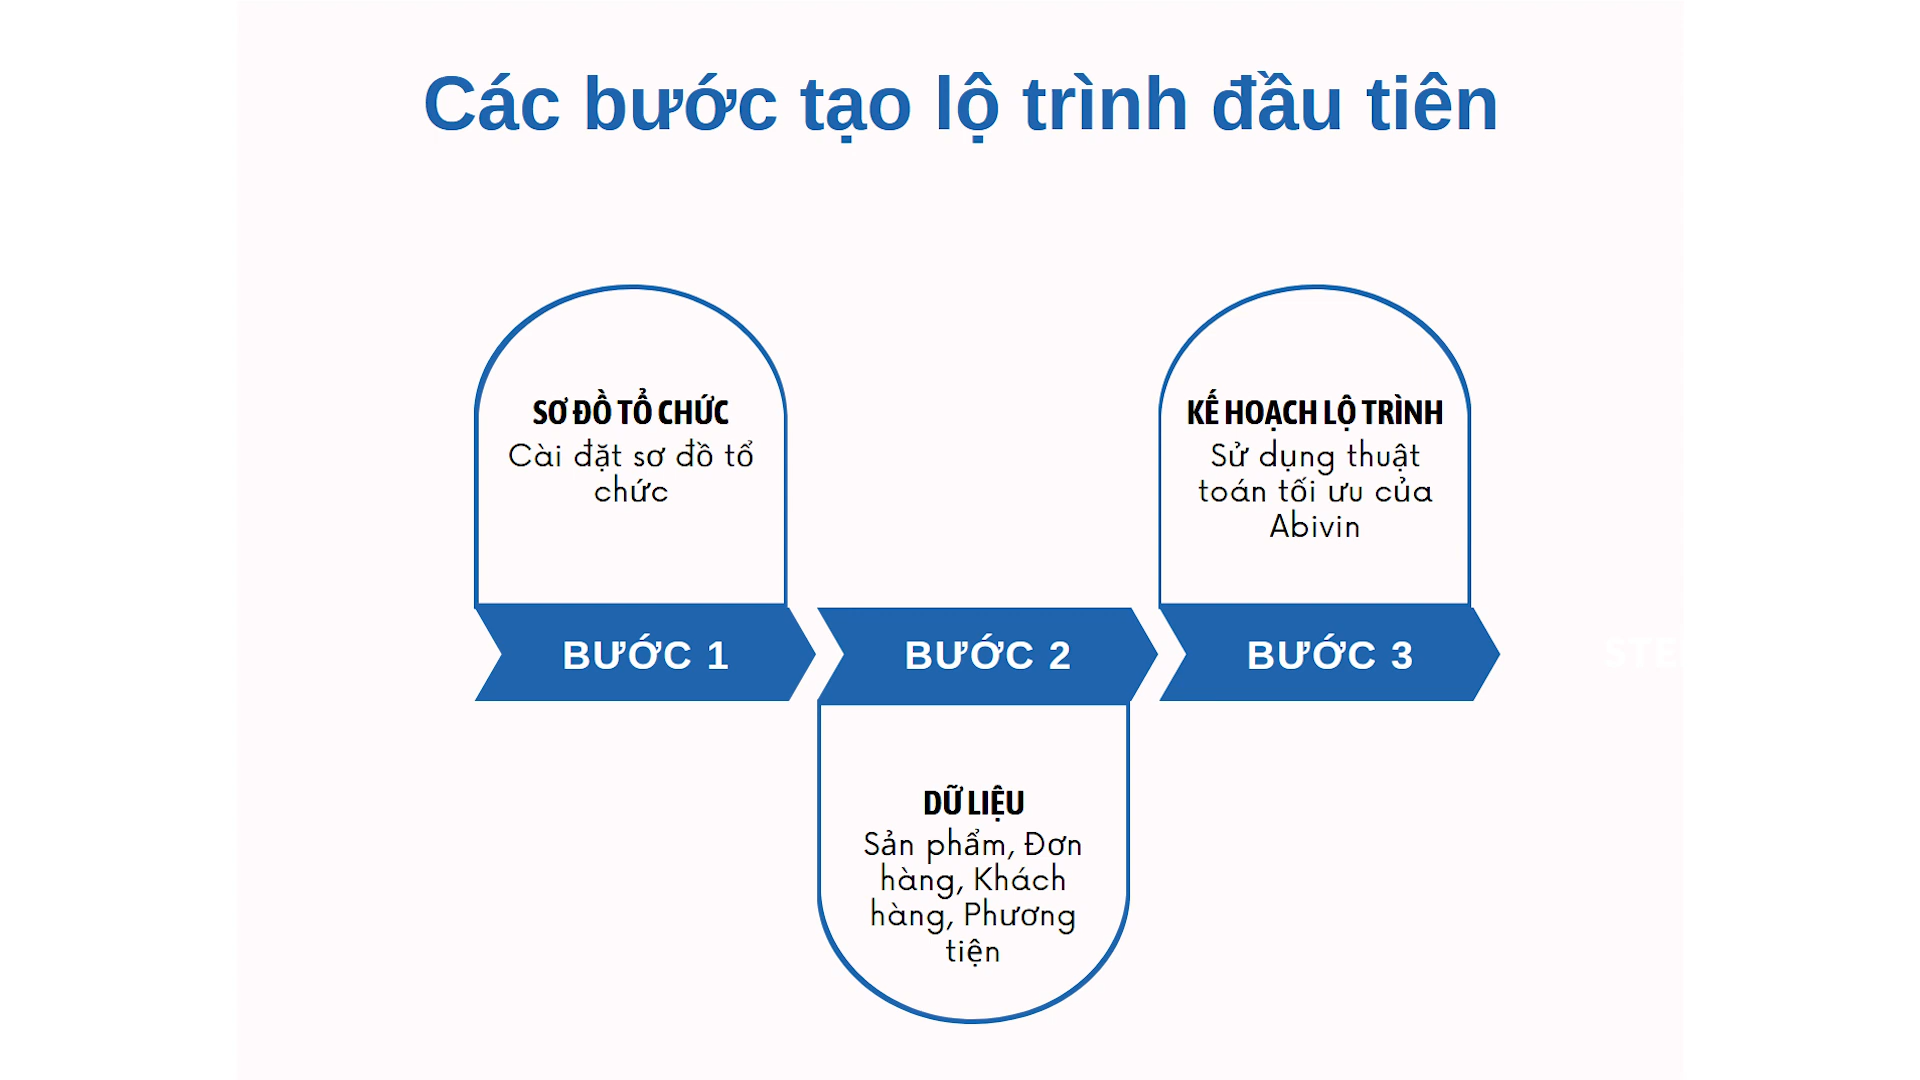 Các bước tạo lộ trình đầu tiên
SƠ ĐỒ TỔ CHỨC
Cài đặt sơ đồ tổ
chức
BƯỚC 1
BƯỚC 2
DỮ LIỆU
Sản phẩm, Đơn
hàng, Khách
hàng, Phương
tiện
KẾ HOẠCH LỘ TRÌNH
Sử dụng thuật
toán tối ưu của
Abivin
BƯỚC 3
STE